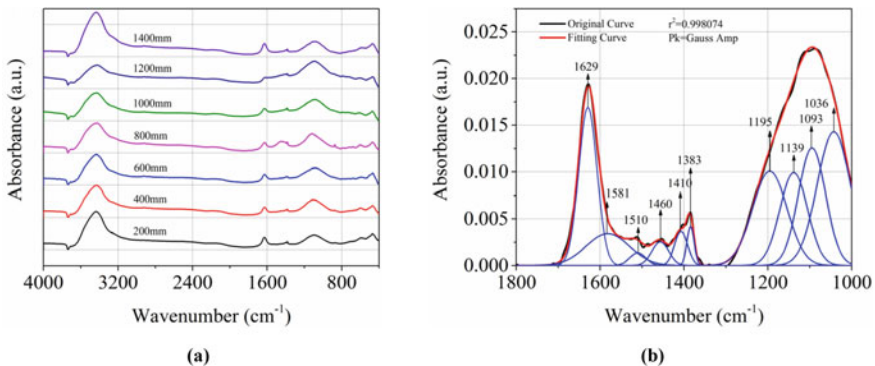 1400mm
1200mm
1000mm
800mm
600mm
400mm
200mm
Absorbance (a.u.)
4000 3200 2400 1600 800
Wavenumber (cm-1)
(a)
Original Curve r2=0.998074
Fitting Curve Pk=Gauss Amp
1629
1581
1510
1460
1410
1383
1195
1139
1093
1036
0.025
0.020
0.015
0.010
0.005
0.000
Absorbance (a.u.)
1800 1600 1400 1200 1000
Wavenumber (cm-1)
(b)